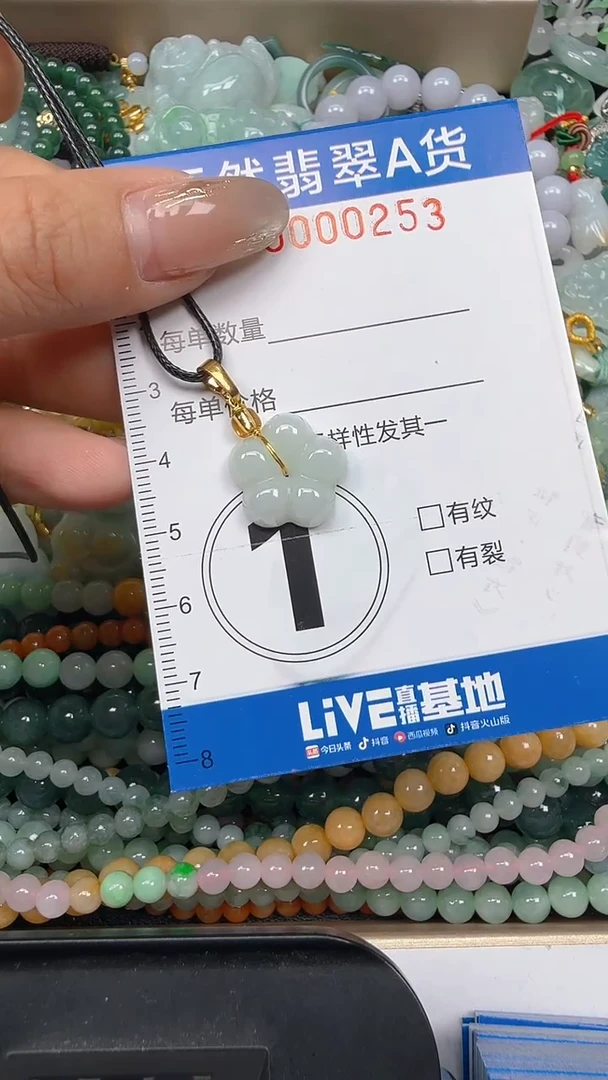 然翡翠A货
000253
每单数量
每单价格
样性发其一
3
4
5
6
7
8
1
□有纹
□有裂
LiVE直播基地
今日头条 抖音 西瓜视频 抖音火山版